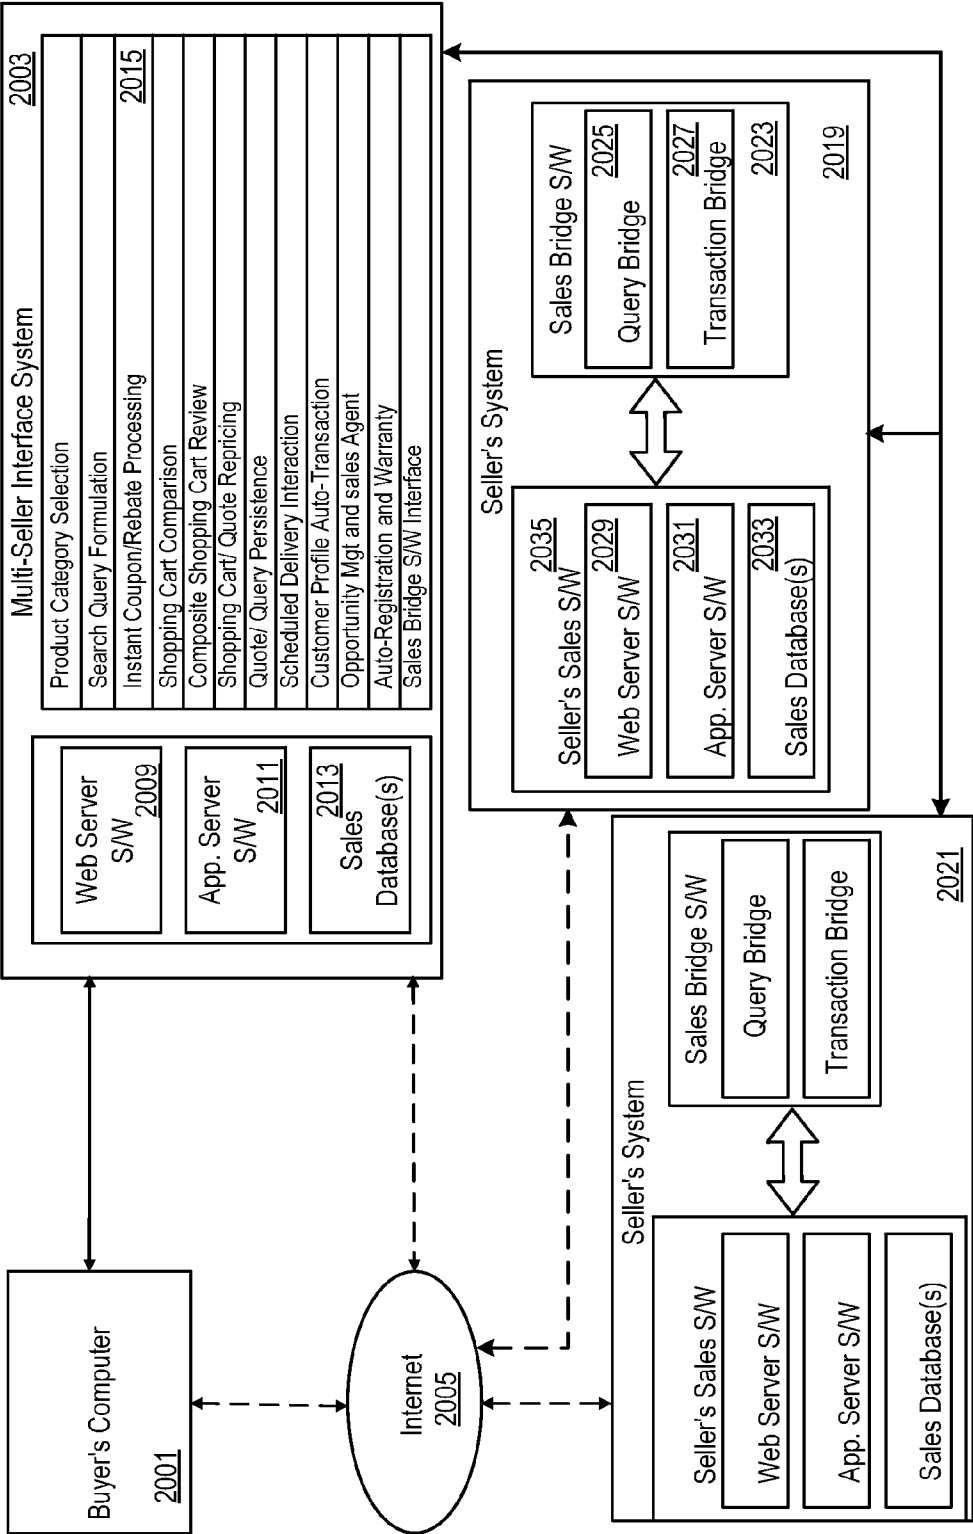 Buyer's Computer
2001
Internet
2005
Multi-Seller Interface System
2003
Web Server
S/W
2009
App. Server
S/W
2011
2013
Sales
Database(s)
Product Category Selection
Search Query Formulation
Instant Coupon/Rebate Processing
2015
Shopping Cart Comparison
Composite Shopping Cart Review
Shopping Cart/ Quote Repricing
Quote/ Query Persistence
Scheduled Delivery Interaction
Customer Profile Auto-Transaction
Opportunity Mgt and sales Agent
Auto-Registration and Warranty
Sales Bridge S/W Interface
Seller's System
Seller's Sales S/W
2035
Web Server S/W
2029
App. Server S/W
2031
Sales Database(s)
2033
Sales Bridge S/W
Query Bridge
2025
Transaction Bridge
2027
2023
2019
Seller's System
Seller's Sales S/W
Web Server S/W
App. Server S/W
Sales Database(s)
Sales Bridge S/W
Query Bridge
Transaction Bridge
2021